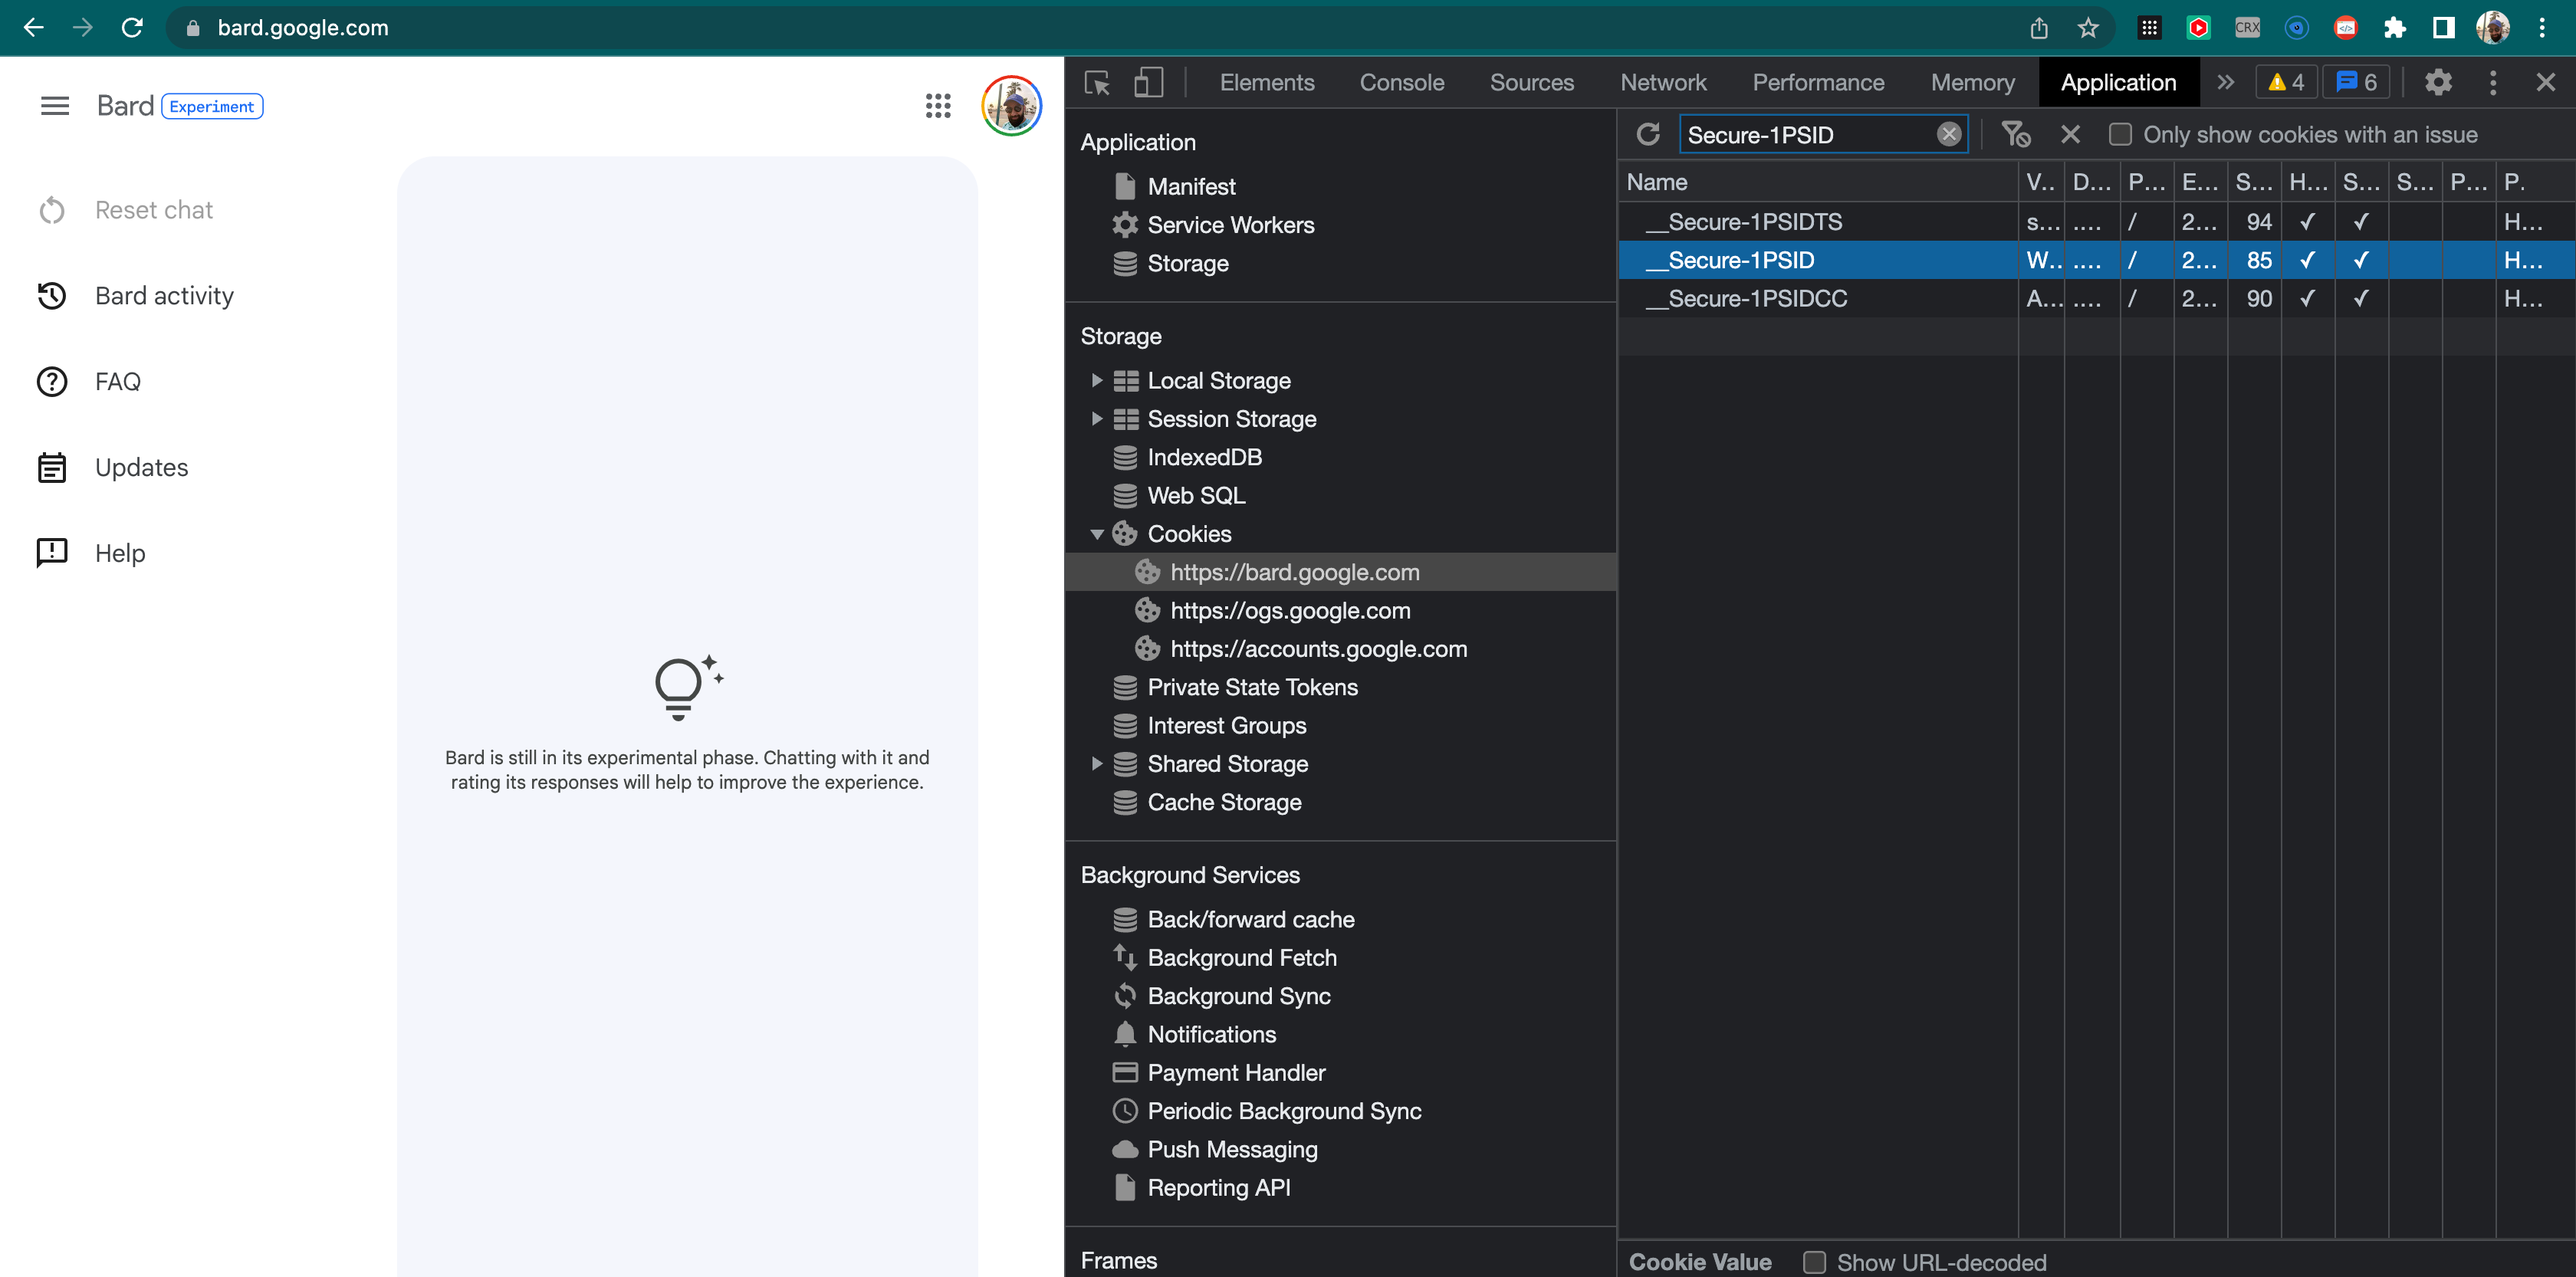 bard.google.com
CRX
Bard Experiment
Reset chat
Bard activity
FAQ
Updates
Help
Bard is still in its experimental phase. Chatting with it and
rating its responses will help to improve the experience.
Elements Console Sources Network Performance Memory Application 4 6
Application
Manifest
Service Workers
Storage
Storage
Local Storage
Session Storage
IndexedDB
Web SQL
Cookies
https://bard.google.com
https://ogs.google.com
https://accounts.google.com
Private State Tokens
Interest Groups
Shared Storage
Cache Storage
Background Services
Back/forward cache
Background Fetch
Background Sync
Notifications
Payment Handler
Periodic Background Sync
Push Messaging
Reporting API
Frames
Secure-1PSID Only show cookies with an issue
Name V.. D... P... E... S... H... S... S... P... P.
__Secure-1PSIDTS s... .... / 2... 94 ✓ ✓ H...
__Secure-1PSID W.. .... / 2... 85 ✓ ✓ H...
__Secure-1PSIDCC A... .... / 2... 90 ✓ ✓ H...
Cookie Value Show URL-decoded